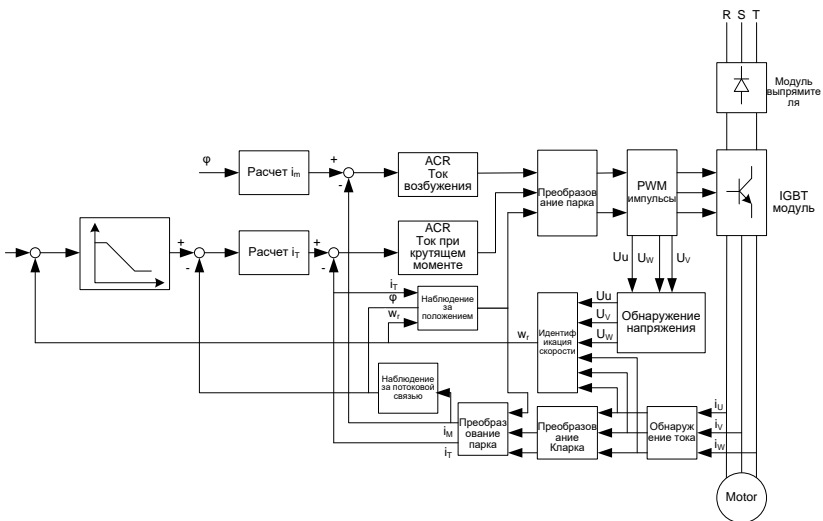 R S T
Модуль
выпрямите
ля
φ
Расчет im
+
-
ACR
Ток
возбужения
Преобразов
ание парка
PWM
импульсы
IGBT
модуль
+
-
Расчет iT
+
-
ACR
Ток при
крутящем
моменте
Uu UW UV
iT
φ
wr
Наблюдение
за
положением
wr
Идентиф
икация
скорости
Uu
UV
UW
Обнаружение
напряжения
Наблюдение
за потоковой
связью
iM
iT
Преобраз
ование
парка
Преобразов
ание Кларка
Обнаруж
ение тока
iU
iV
iW
Motor